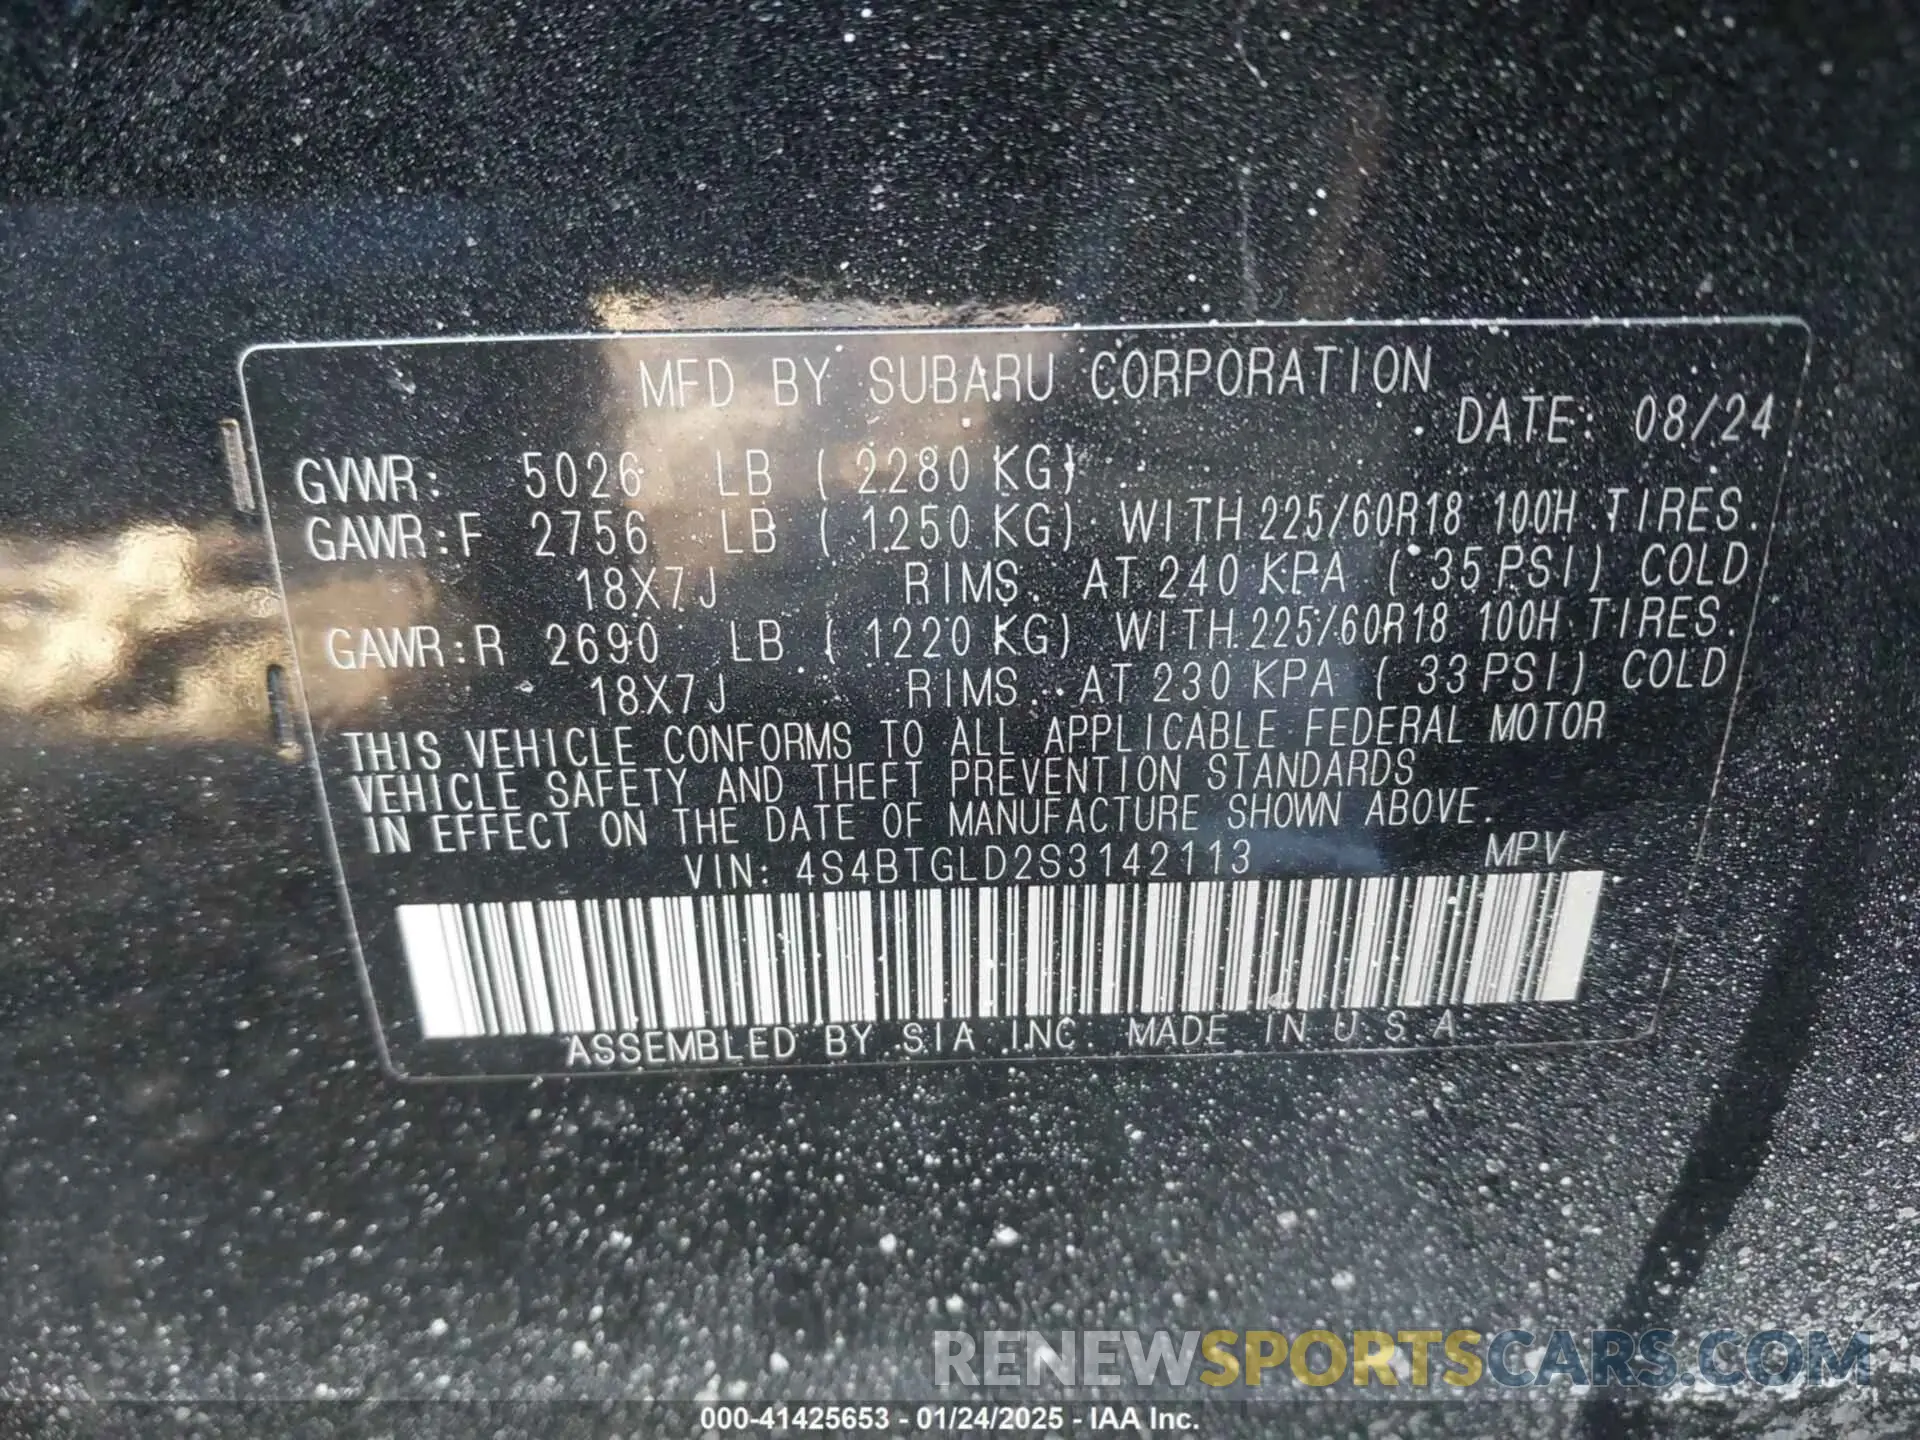 MFD BY SUBARU CORPORATION
DATE: 08/24
GVWR: 5026 LB ( 2280 KG)
GAWR:F 2756 LB ( 1250 KG) WITH 225/60R18 100H TIRES.
18X7J RIMS. AT 240 KPA ( 35 PSI) COLD
GAWR:R 2690 LB ( 1220 KG) WITH 225/60R18 100H TIRES.
18X7J RIMS. AT 230 KPA ( 33 PSI) COLD
THIS VEHICLE CONFORMS TO ALL APPLICABLE FEDERAL MOTOR
VEHICLE SAFETY AND THEFT PREVENTION STANDARDS
IN EFFECT ON THE DATE OF MANUFACTURE SHOWN ABOVE.
VIN: 4S4BTGLD2S3142113 MPV
ASSEMBLED BY S I A INC. MADE IN U S A
RENEWSPORTSCARS.COM
000-41425653 - 01/24/2025 - IAA Inc.